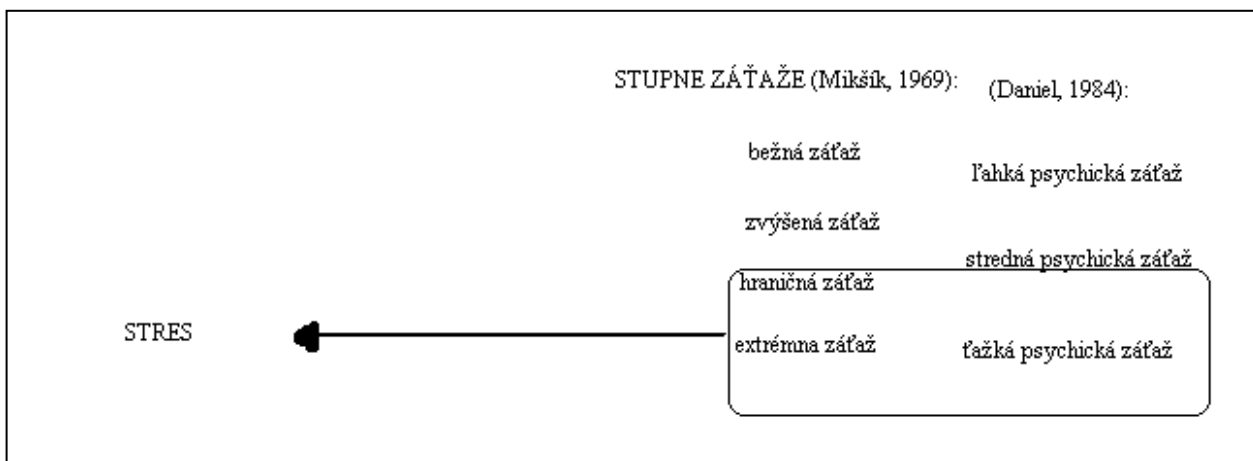 STUPNE ZÁŤAŽE (Mikšík, 1969):
(Daniel, 1984):
bežná záťaž
ľahká psychická záťaž
zvýšená záťaž
stredná psychická záťaž
hraničná záťaž
STRES
extrémna záťaž
ťažká psychická záťaž